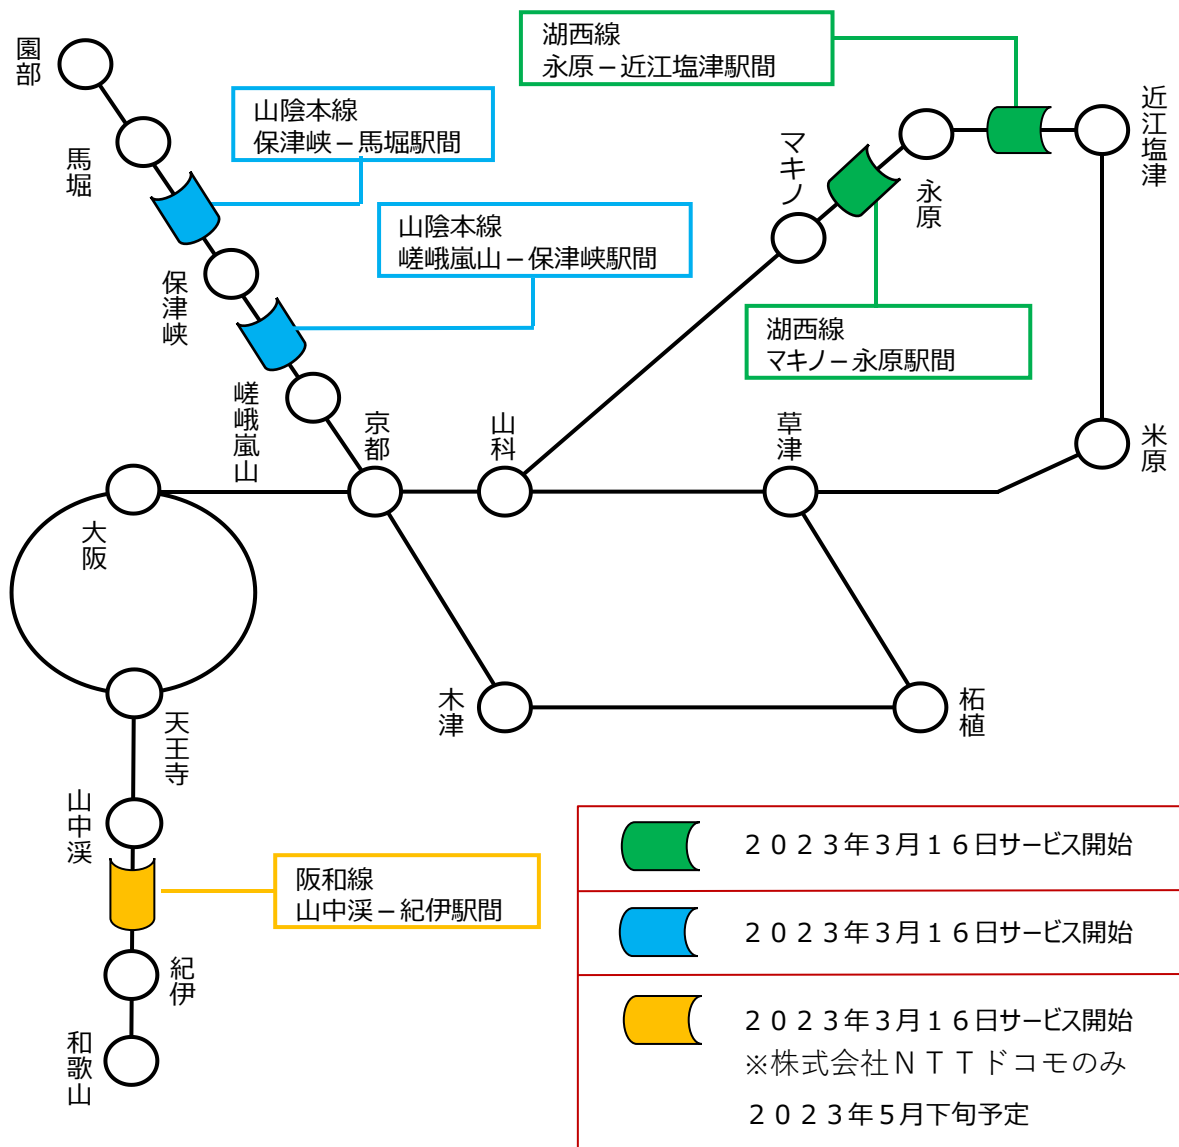 園部
馬堀
保津峡
嵯峨嵐山
山陰本線
保津峡－馬堀駅間
山陰本線
嵯峨嵐山－保津峡駅間
湖西線
永原－近江塩津駅間
マキノ
永原
近江塩津
湖西線
マキノ－永原駅間
京都
山科
草津
米原
大阪
天王寺
木津
柘植
山中渓
阪和線
山中渓－紀伊駅間
紀伊
和歌山
２０２３年３月１６日サービス開始
２０２３年３月１６日サービス開始
２０２３年３月１６日サービス開始
※株式会社ＮＴＴドコモのみ
２０２３年５月下旬予定